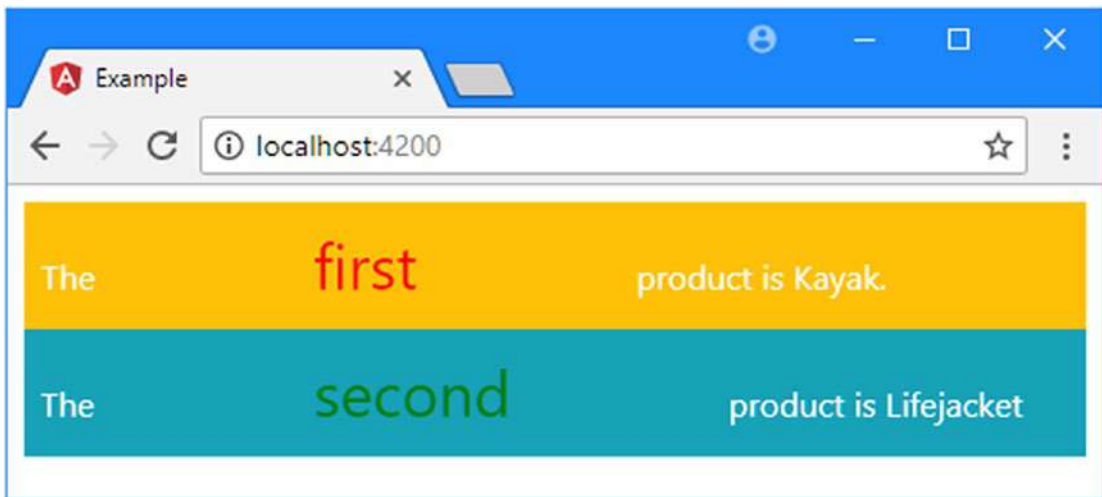 Example
localhost:4200
The first product is Kayak.
The second product is Lifejacket